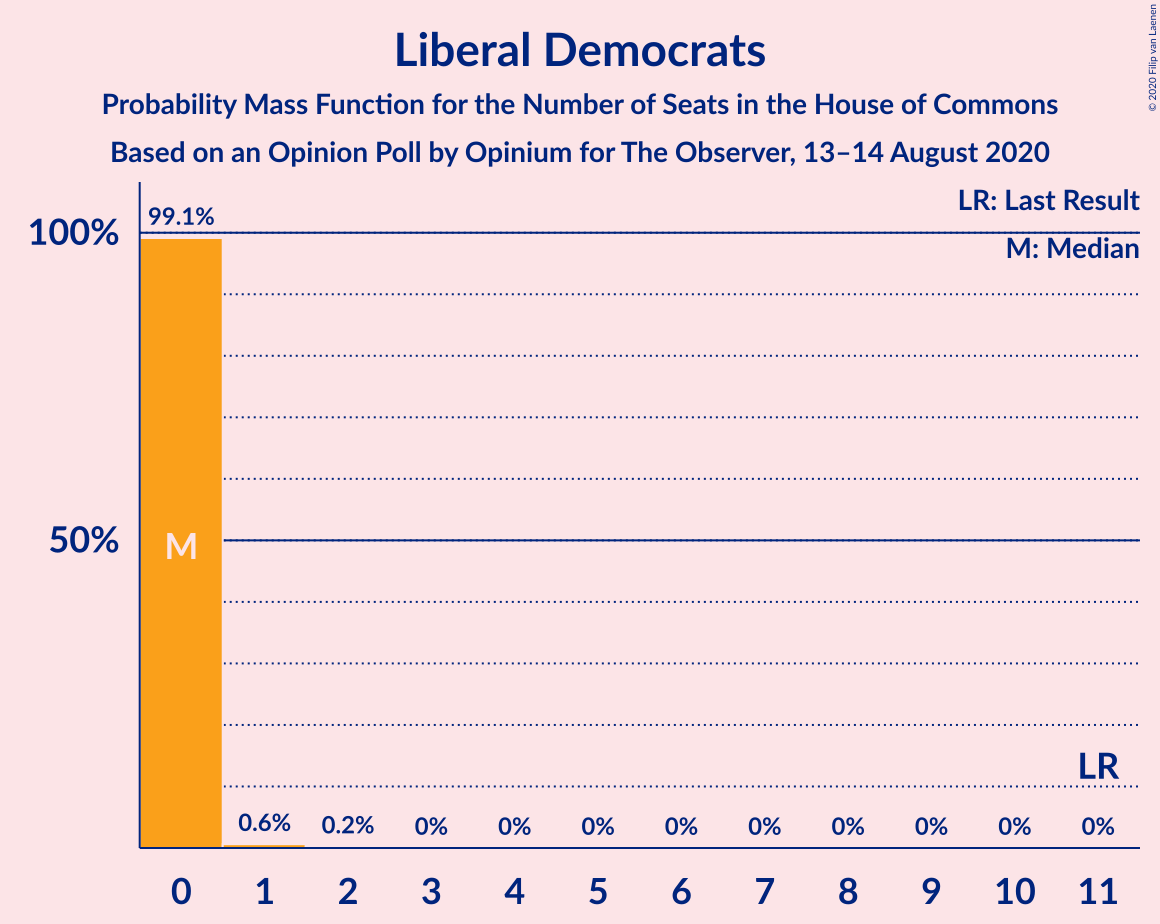 Liberal Democrats
Probability Mass Function for the Number of Seats in the House of Commons
Based on an Opinion Poll by Opinium for The Observer, 13–14 August 2020
© 2020 Filip van Laenen
LR: Last Result
M: Median
99.1%
100%
50%
M
LR
0.6% 0.2% 0% 0% 0% 0% 0% 0% 0% 0% 0%
0 1 2 3 4 5 6 7 8 9 10 11